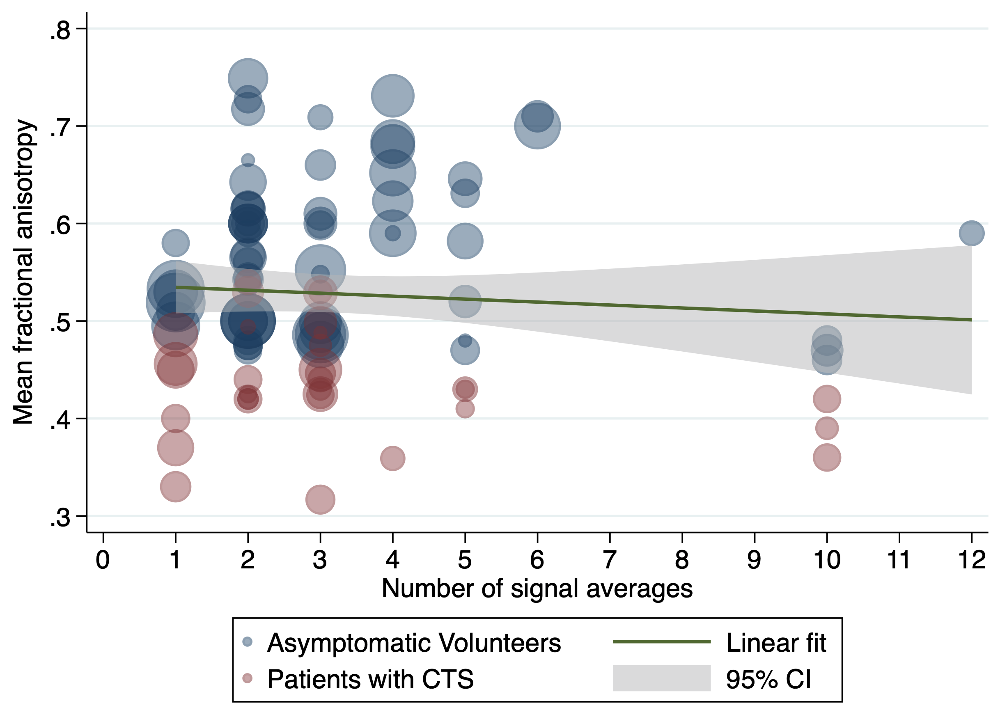 Mean fractional anisotropy
.8
.7
.6
.5
.4
.3
0 1 2 3 4 5 6 7 8 9 10 11 12
Number of signal averages
Asymptomatic Volunteers
Linear fit
Patients with CTS
95% CI